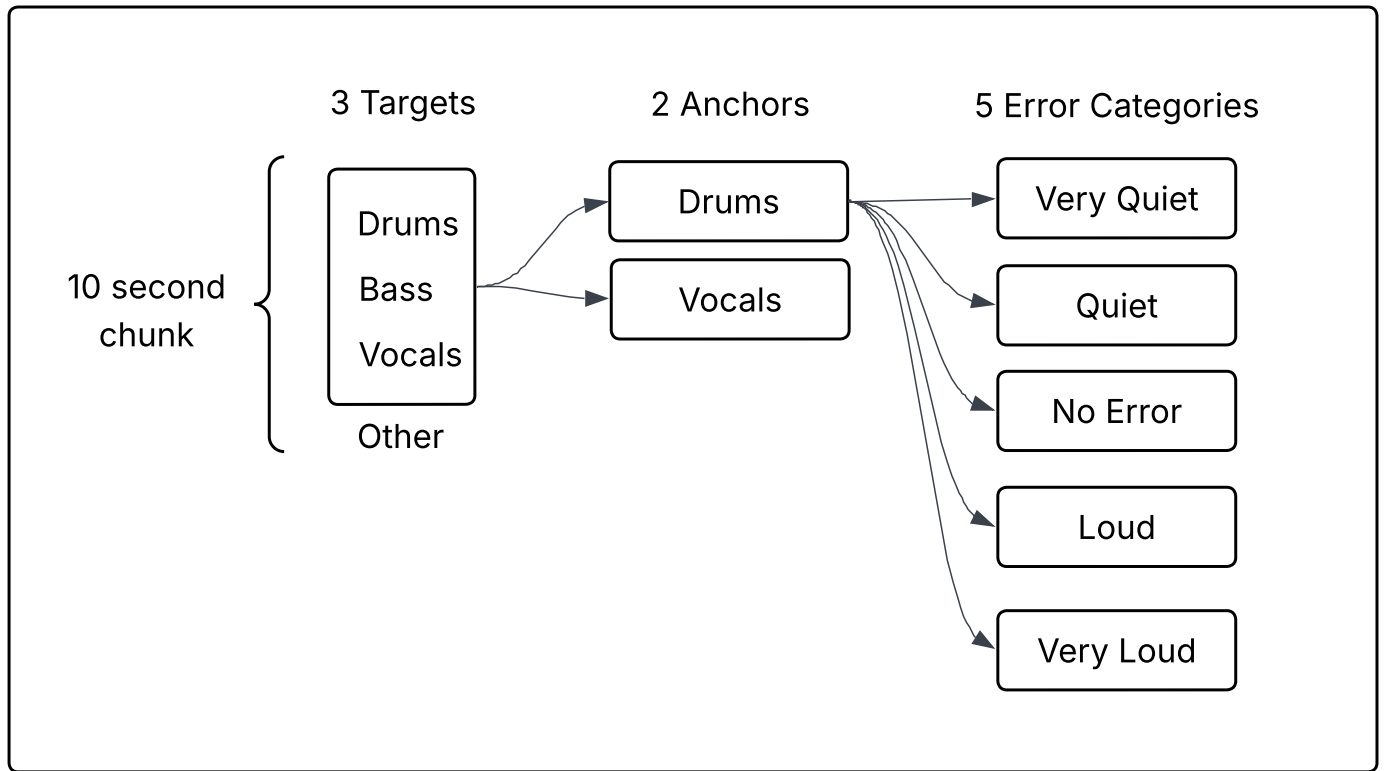 3 Targets
2 Anchors
5 Error Categories
10 second
chunk
Drums
Bass
Vocals
Other
Drums
Vocals
Very Quiet
Quiet
No Error
Loud
Very Loud